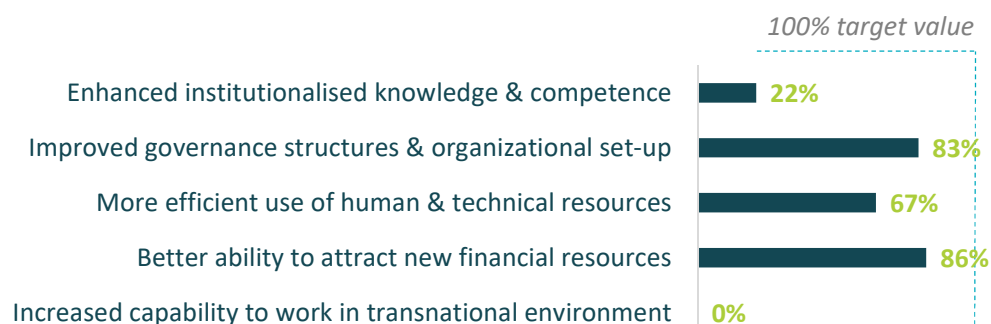 100% target value
Enhanced institutionalised knowledge & competence 22%
Improved governance structures & organizational set-up 83%
More efficient use of human & technical resources 67%
Better ability to attract new financial resources 86%
Increased capability to work in transnational environment 0%